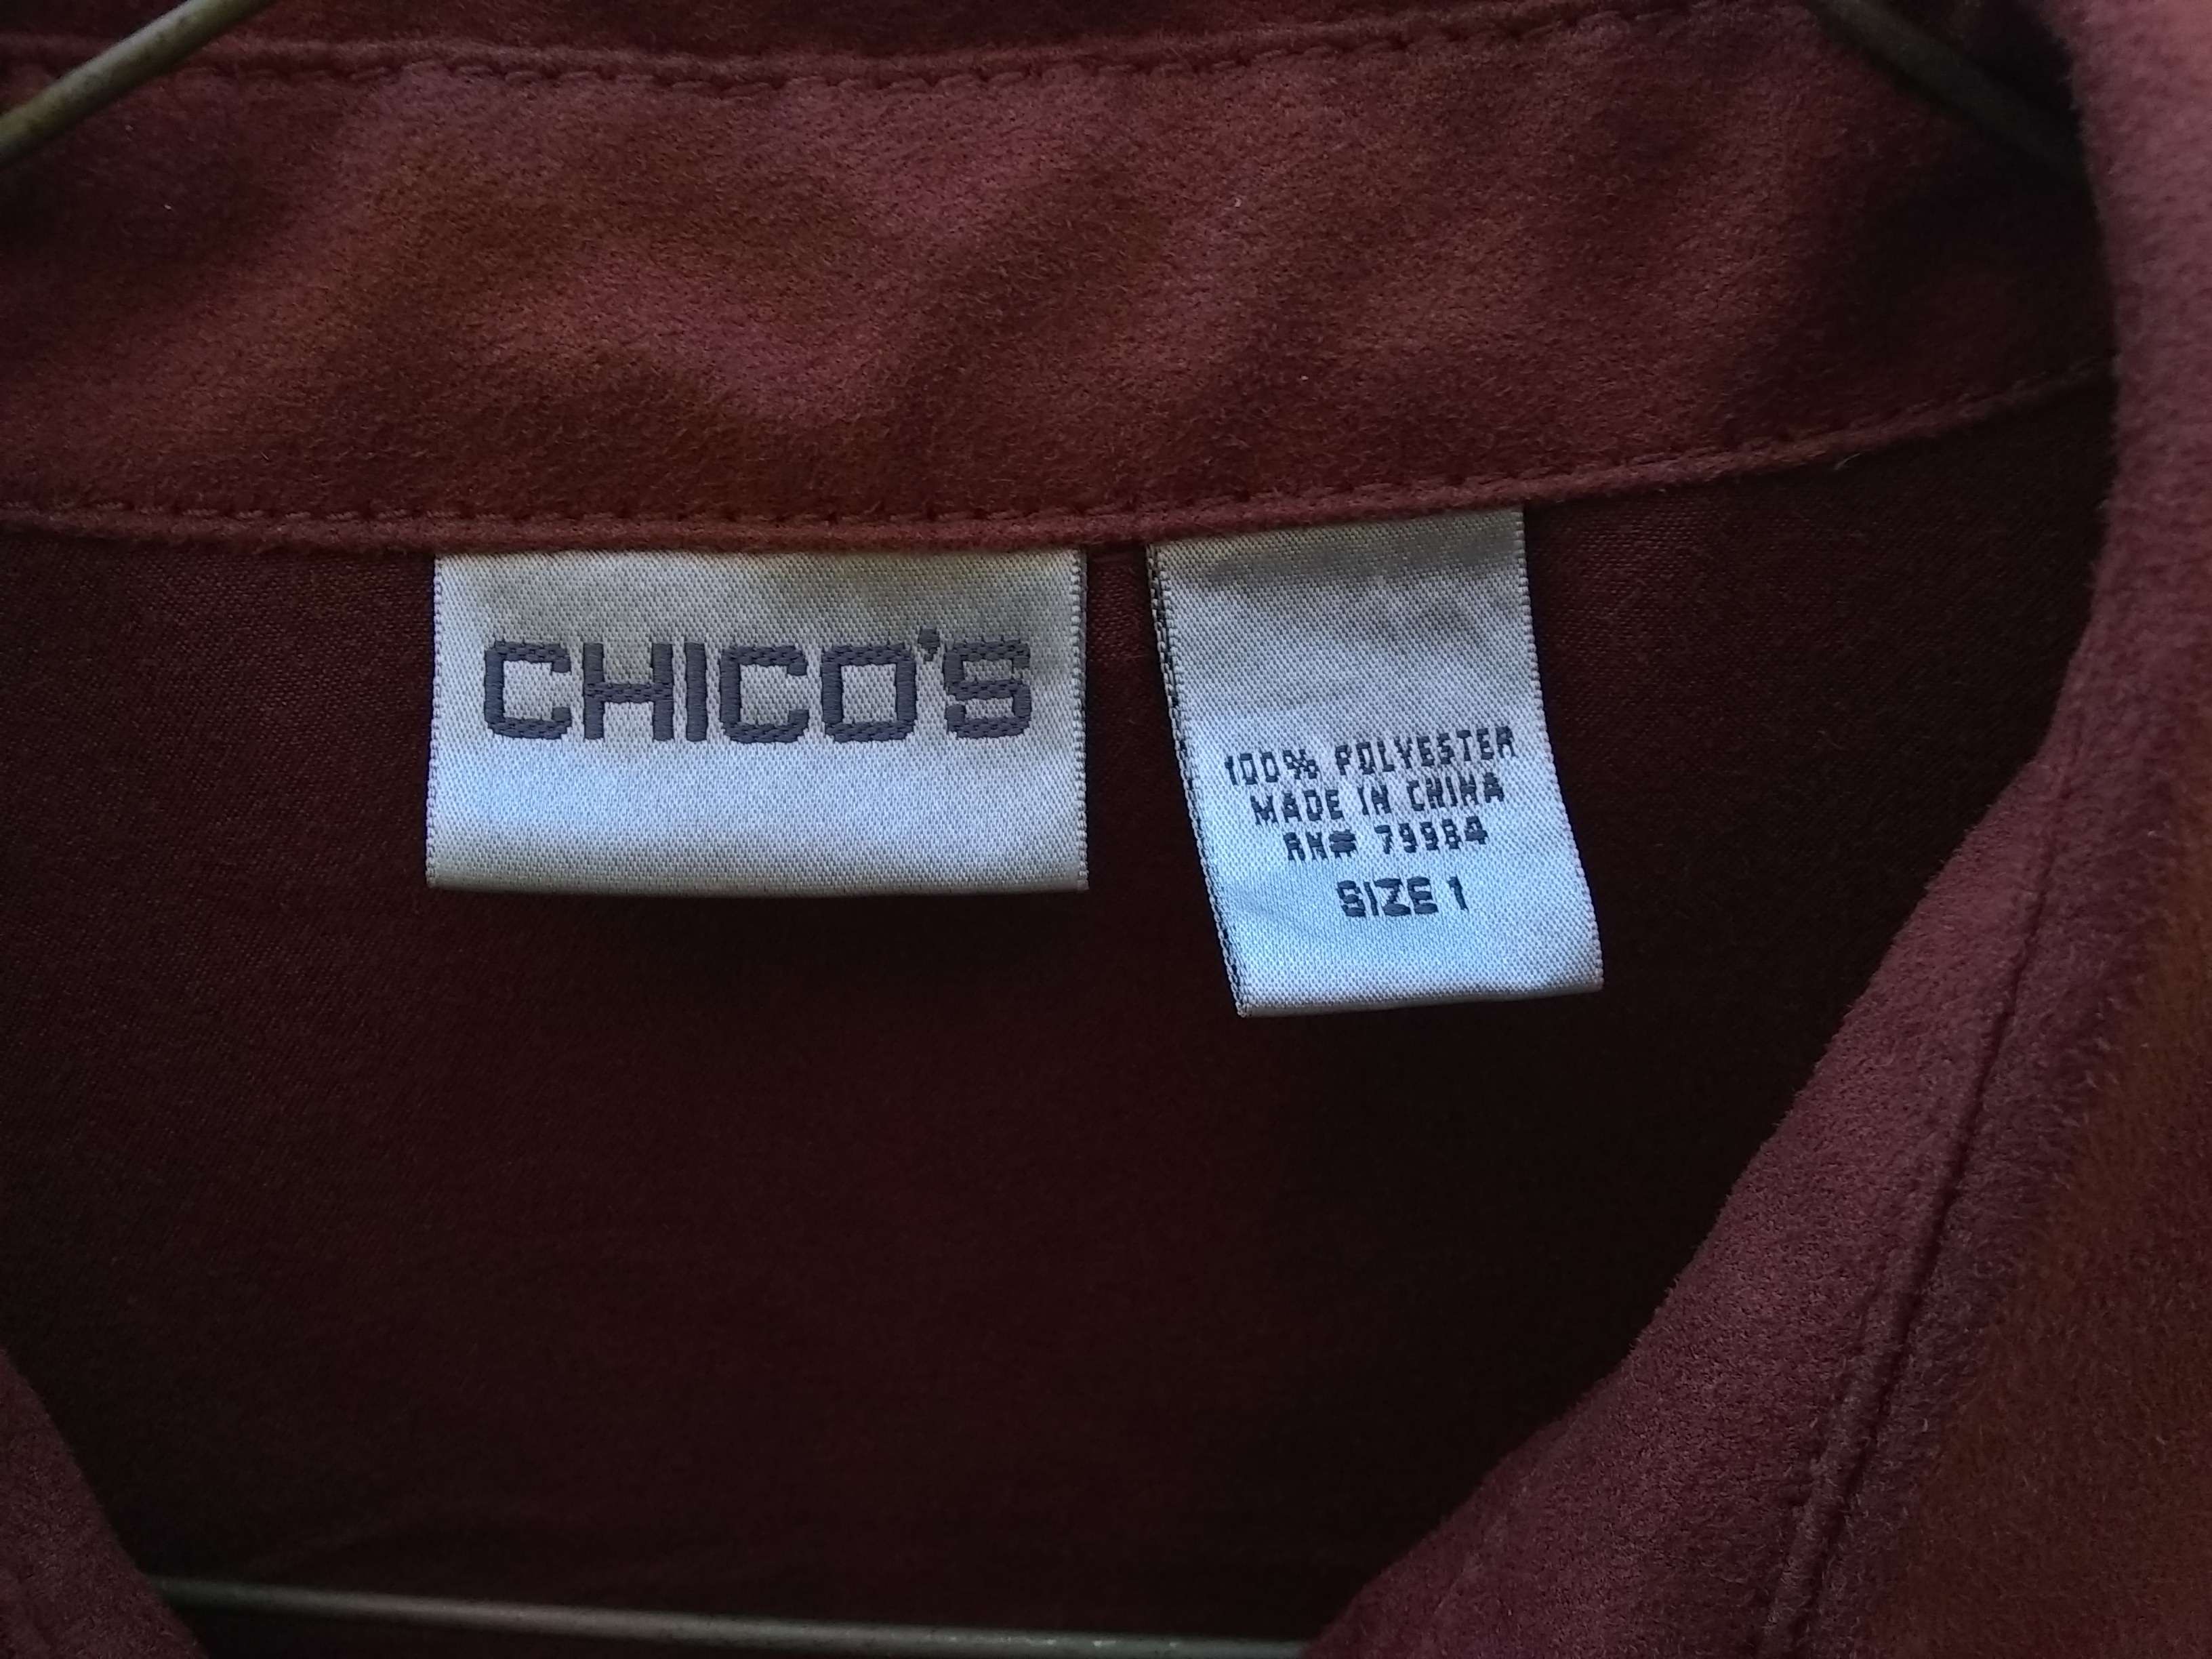 CHICO'S
100% POLYESTER
MADE IN CHINA
RN# 79984
SIZE 1